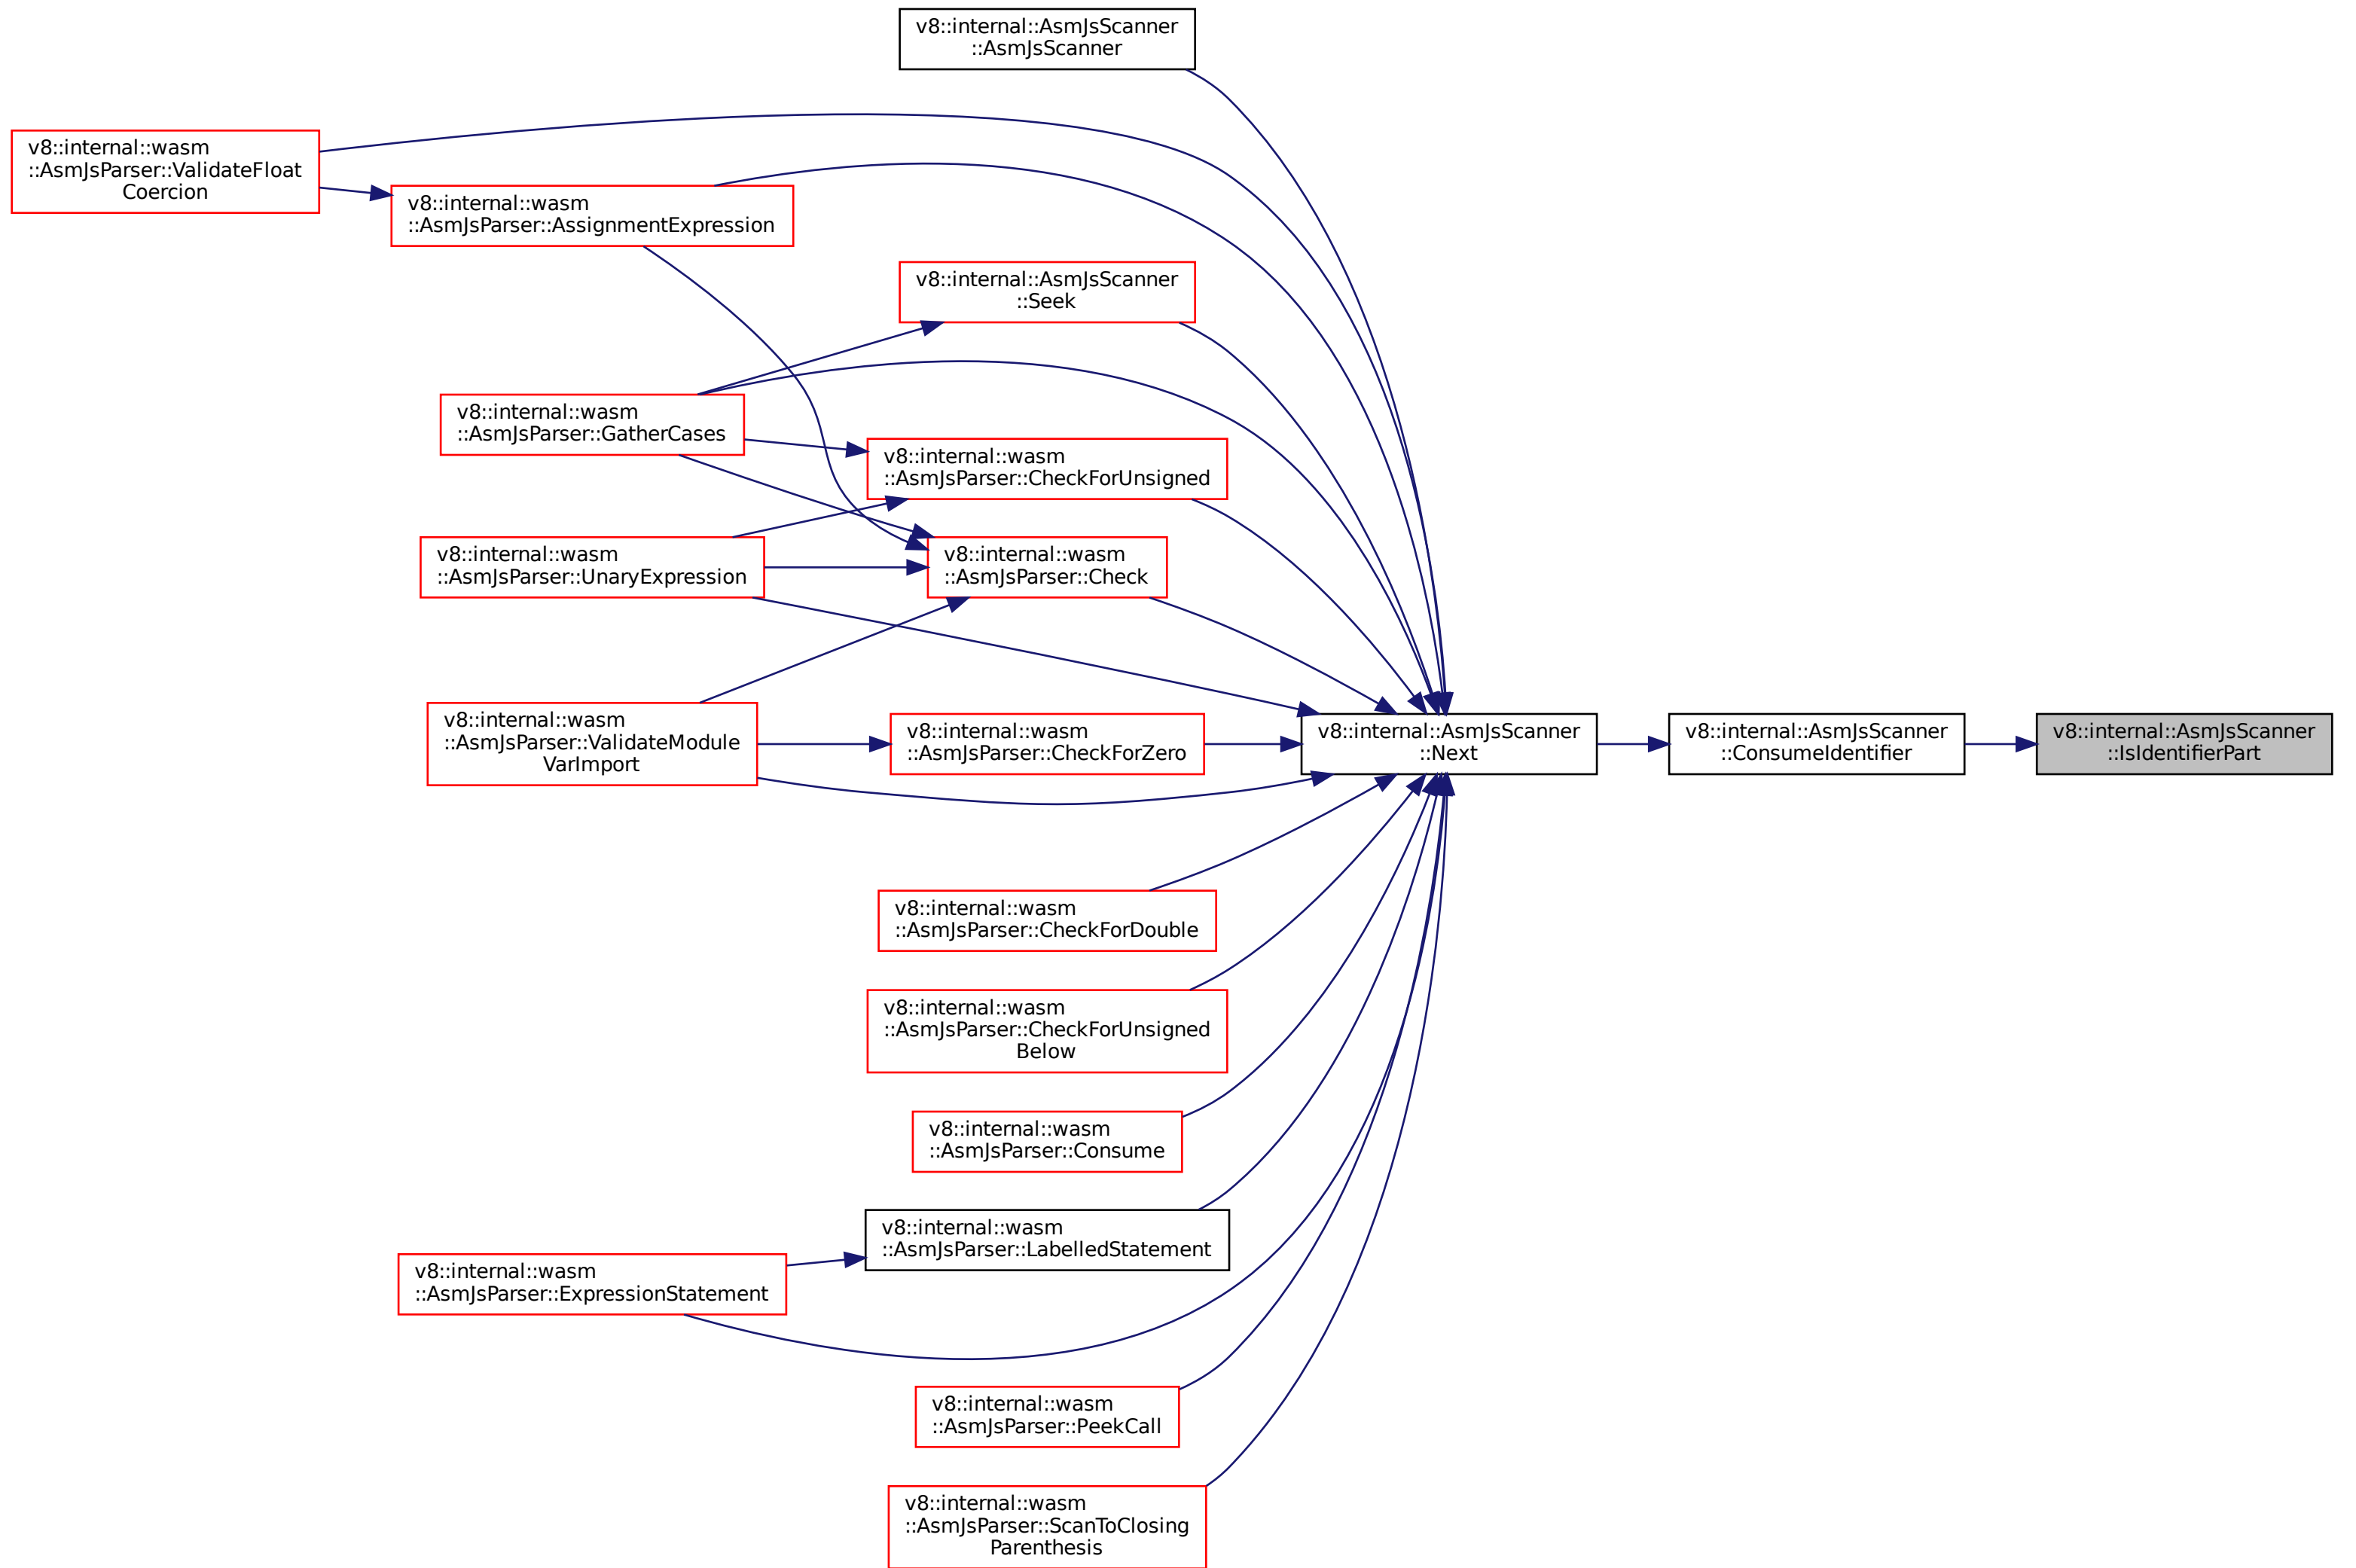 v8::internal::AsmJsScanner
::AsmJsScanner
v8::internal::wasm
::AsmJsParser::ValidateFloat
Coercion
v8::internal::wasm
::AsmJsParser::AssignmentExpression
v8::internal::AsmJsScanner
::Seek
v8::internal::wasm
::AsmJsParser::GatherCases
v8::internal::wasm
::AsmJsParser::CheckForUnsigned
v8::internal::wasm
::AsmJsParser::UnaryExpression
v8::internal::wasm
::AsmJsParser::Check
v8::internal::wasm
::AsmJsParser::ValidateModule
VarImport
v8::internal::wasm
::AsmJsParser::CheckForZero
v8::internal::AsmJsScanner
::Next
v8::internal::AsmJsScanner
::ConsumeIdentifier
v8::internal::AsmJsScanner
::IsIdentifierPart
v8::internal::wasm
::AsmJsParser::CheckForDouble
v8::internal::wasm
::AsmJsParser::CheckForUnsigned
Below
v8::internal::wasm
::AsmJsParser::Consume
v8::internal::wasm
::AsmJsParser::LabelledStatement
v8::internal::wasm
::AsmJsParser::ExpressionStatement
v8::internal::wasm
::AsmJsParser::PeekCall
v8::internal::wasm
::AsmJsParser::ScanToClosing
Parenthesis